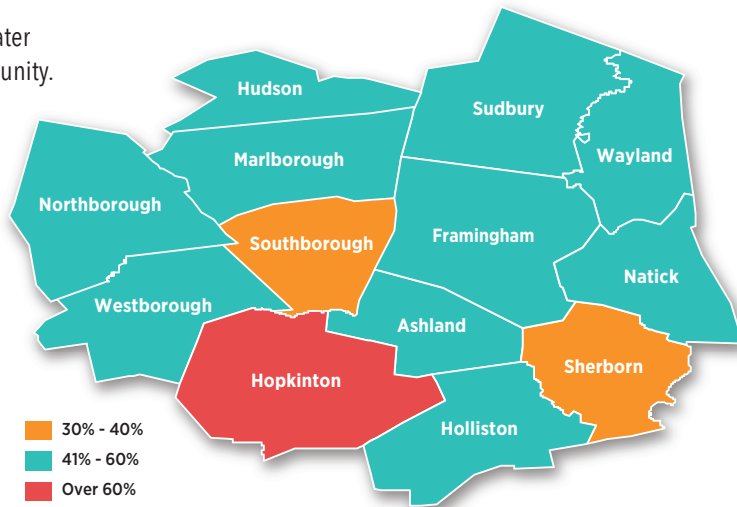 ater
unity.
Hudson
Sudbury
Marlborough
Wayland
Northborough
Southborough
Framingham
Natick
Westborough
Ashland
Sherborn
Hopkinton
Holliston
30% - 40%
41% - 60%
Over 60%